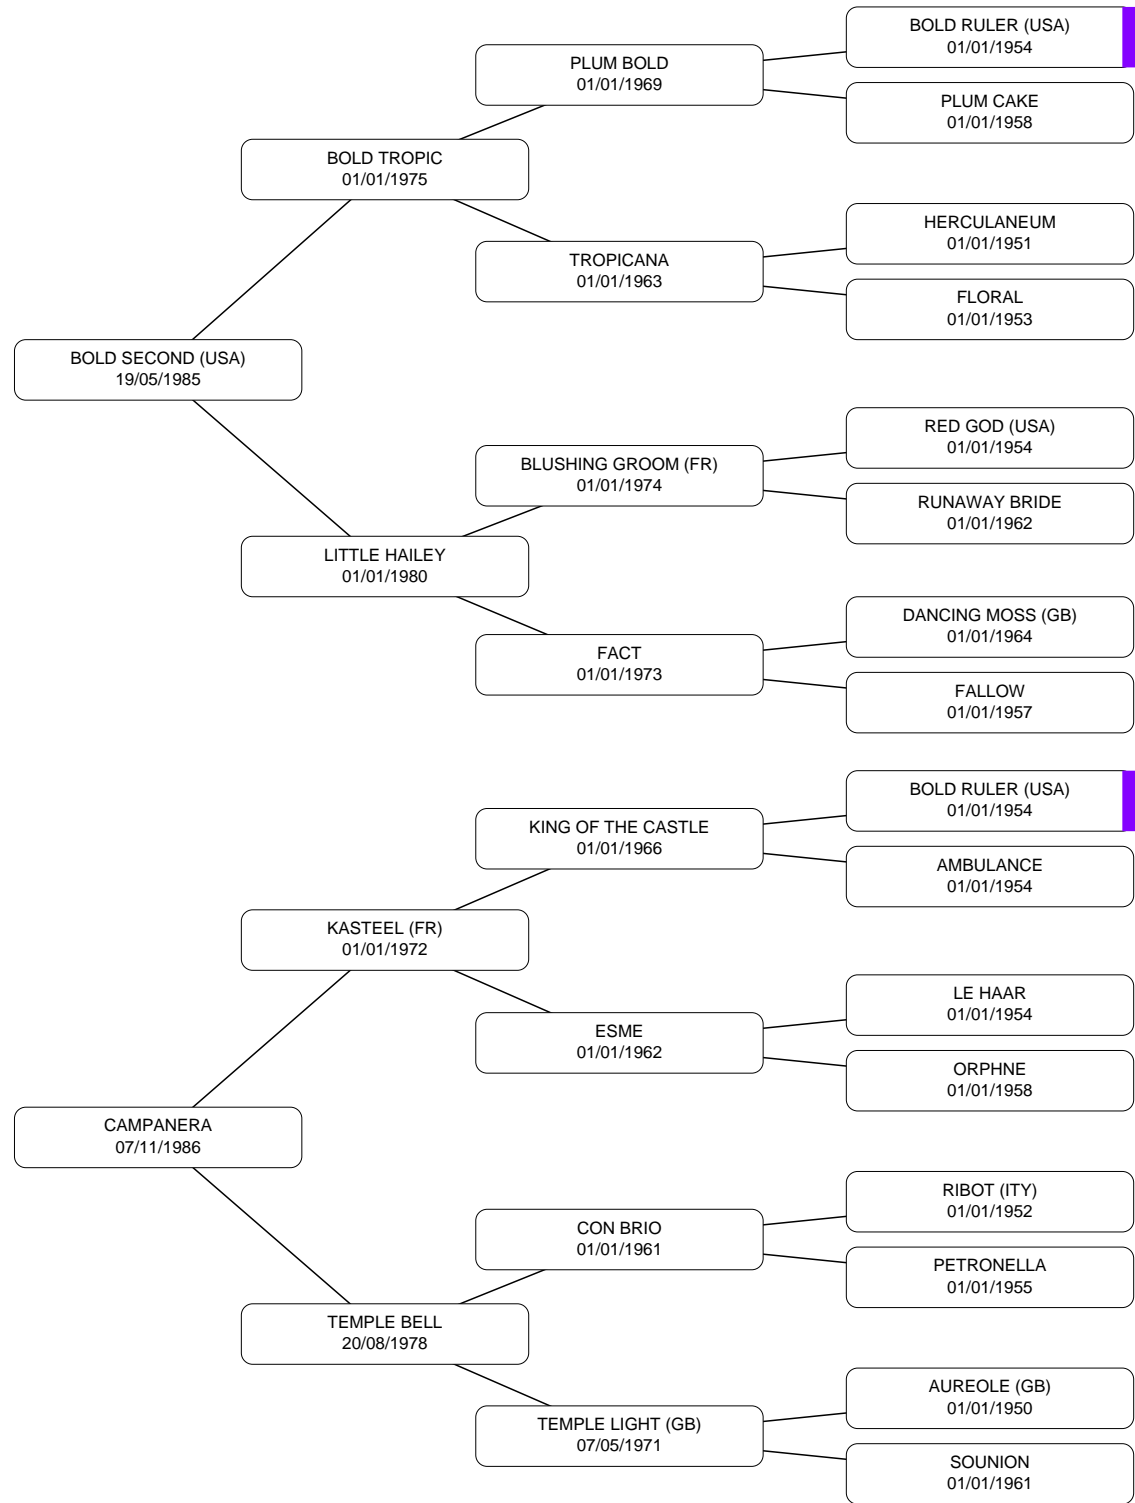 BOLD RULER (USA)
01/01/1954
PLUM BOLD
01/01/1969
PLUM CAKE
01/01/1958
BOLD TROPIC
01/01/1975
HERCULANEUM
01/01/1951
TROPICANA
01/01/1963
FLORAL
01/01/1953
BOLD SECOND (USA)
19/05/1985
RED GOD (USA)
01/01/1954
BLUSHING GROOM (FR)
01/01/1974
RUNAWAY BRIDE
01/01/1962
LITTLE HAILEY
01/01/1980
DANCING MOSS (GB)
01/01/1964
FACT
01/01/1973
FALLOW
01/01/1957
BOLD RULER (USA)
01/01/1954
KING OF THE CASTLE
01/01/1966
AMBULANCE
01/01/1954
KASTEEL (FR)
01/01/1972
LE HAAR
01/01/1954
ESME
01/01/1962
ORPHNE
01/01/1958
CAMPANERA
07/11/1986
RIBOT (ITY)
01/01/1952
CON BRIO
01/01/1961
PETRONELLA
01/01/1955
TEMPLE BELL
20/08/1978
AUREOLE (GB)
01/01/1950
TEMPLE LIGHT (GB)
07/05/1971
SOUNION
01/01/1961